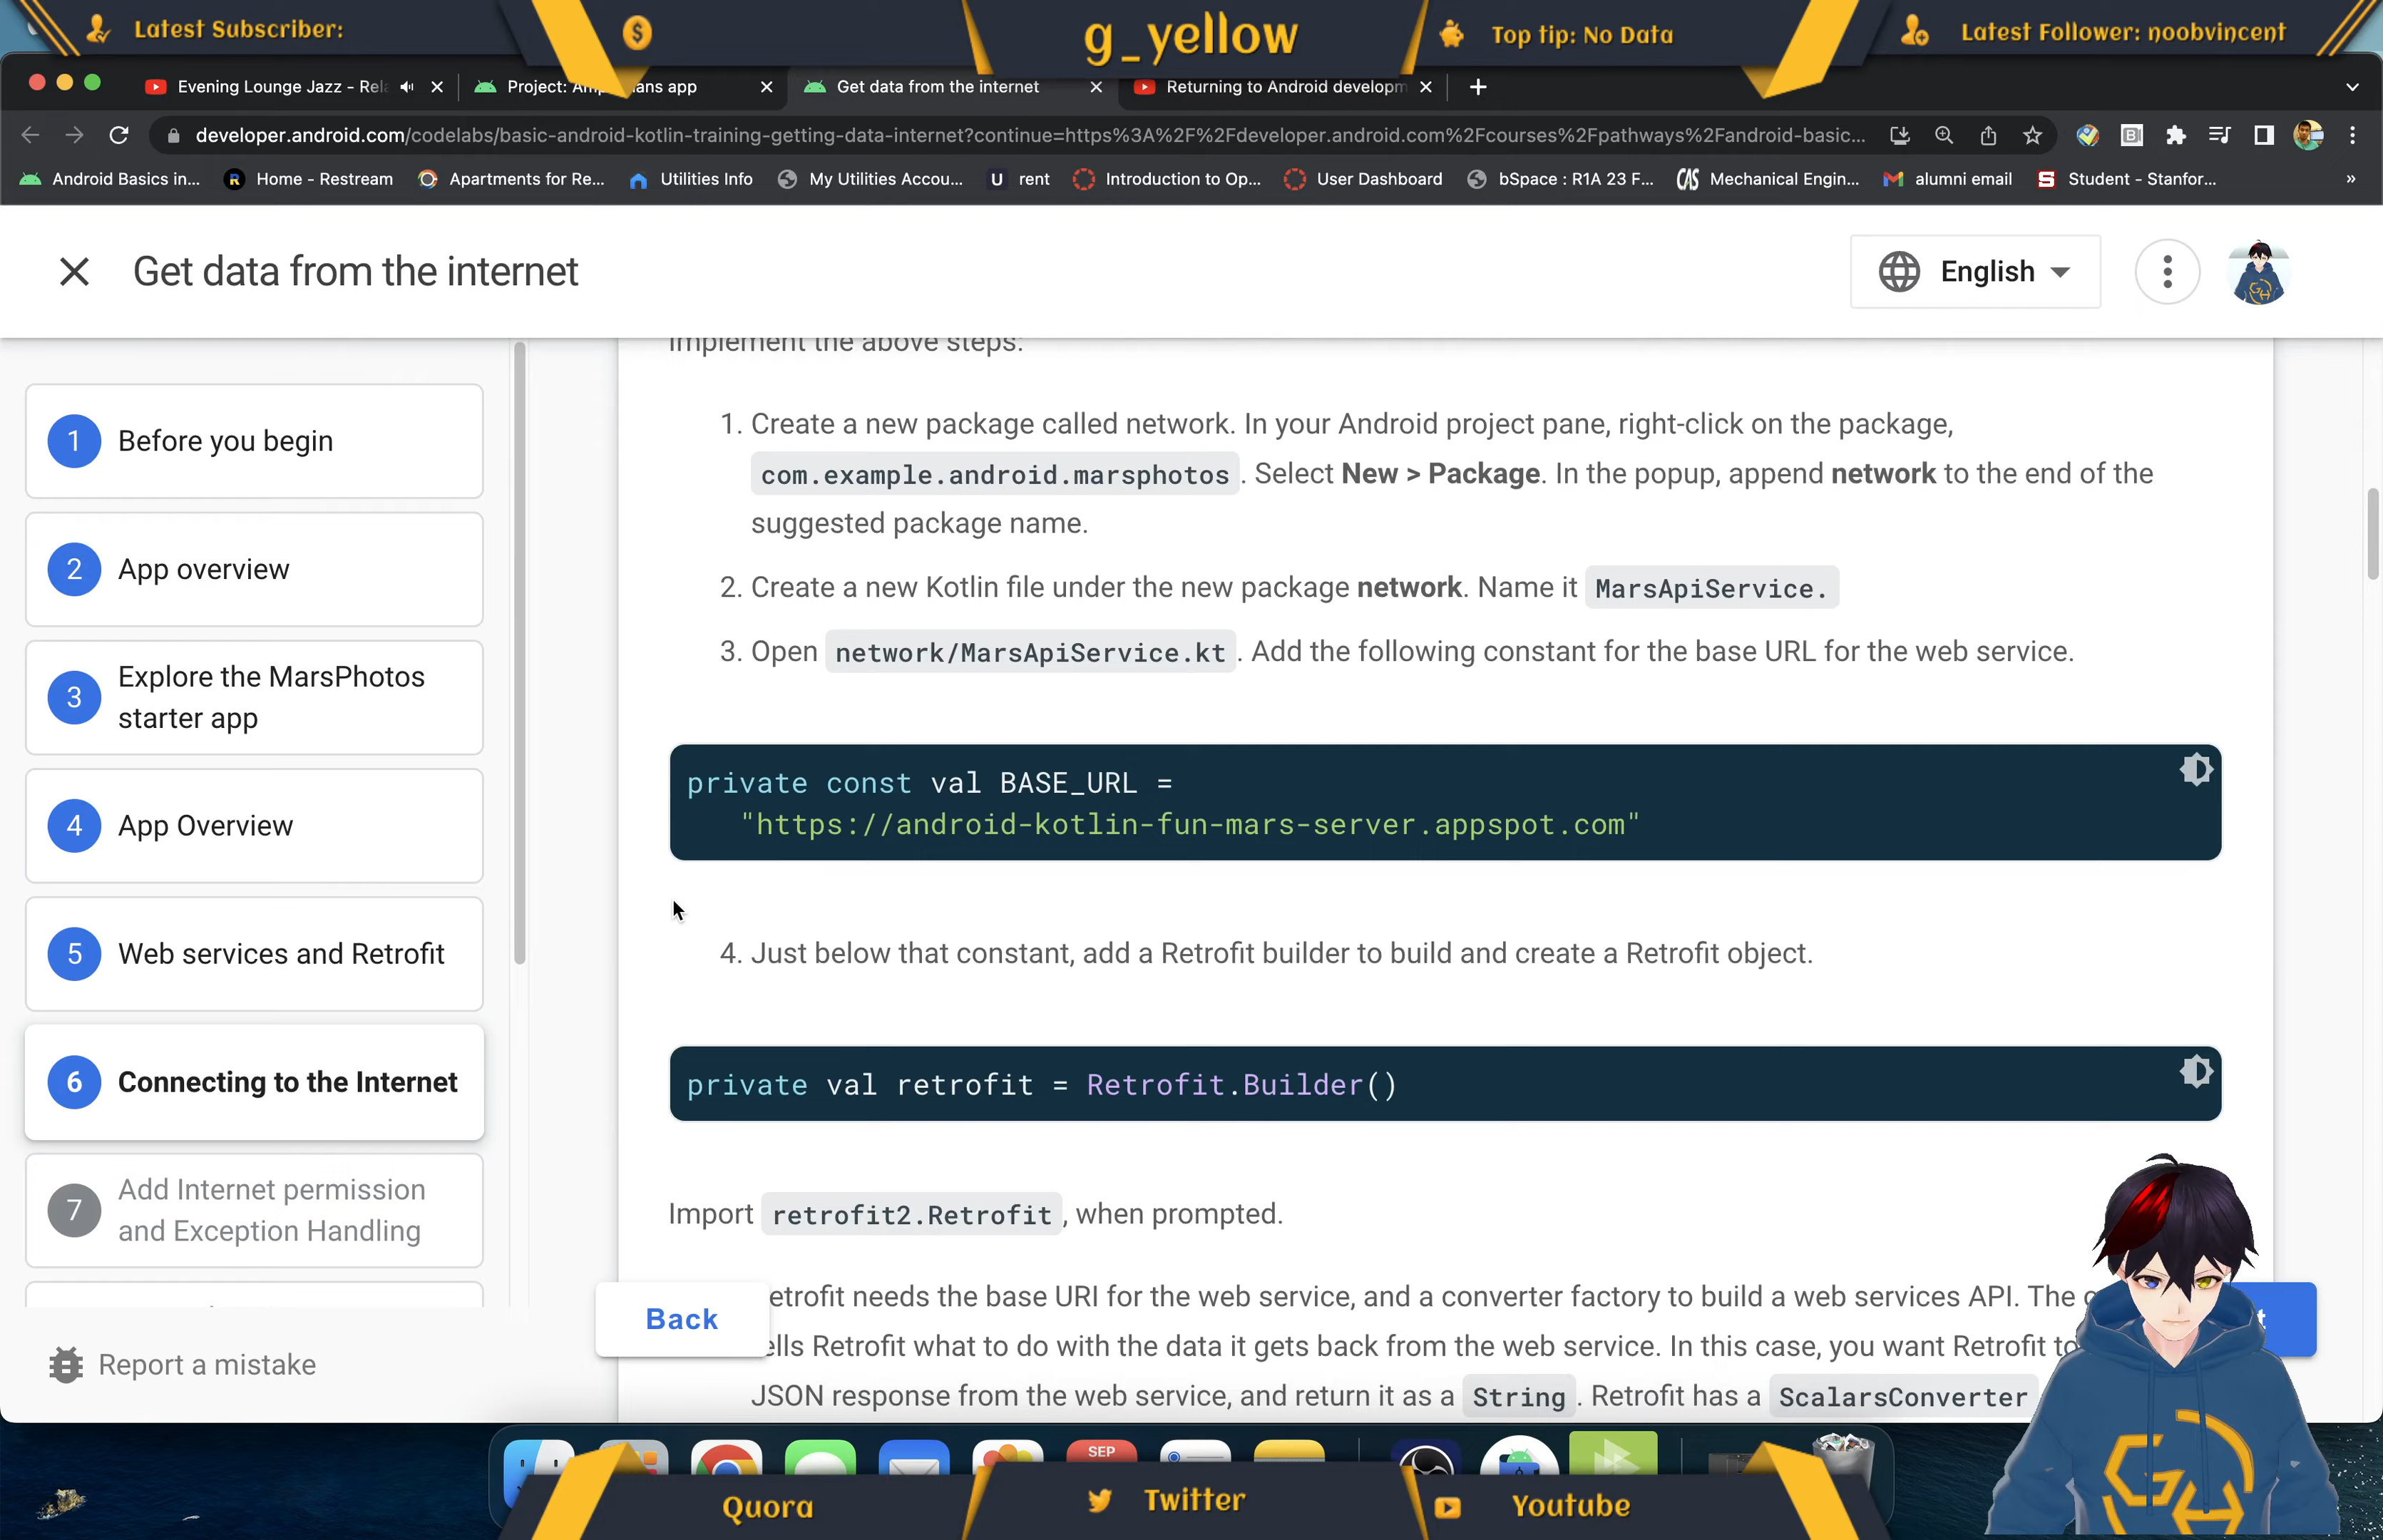 Latest Subscriber:
g_yellow
Top tip: No Data
Latest Follower: noobvincent
Evening Lounge Jazz - Rel
Project:
ans app
Get data from the internet
Returning to Android developm
developer.android.com/codelabs/basic-android-kotlin-training-getting-data-internet?continue=https%3A%2F%2Fdeveloper.android.com%2Fcourses%2Fpathways%2Fandroid-basic...
Android Basics in...
Home - Restream
Apartments for Re...
Utilities Info
My Utilities Accou...
U rent
Introduction to Op...
User Dashboard
bSpace : R1A 23 F...
CAS Mechanical Engin...
alumni email
S Student - Stanfor...
»
Get data from the internet
English
1 Before you begin
2 App overview
3 Explore the MarsPhotos
starter app
4 App Overview
5 Web services and Retrofit
6 Connecting to the Internet
7 Add Internet permission
and Exception Handling
Report a mistake
Implement the above steps:
1. Create a new package called network. In your Android project pane, right-click on the package,
com.example.android.marsphotos. Select New > Package. In the popup, append network to the end of the
suggested package name.
2. Create a new Kotlin file under the new package network. Name it MarsApiService.
3. Open network/MarsApiService.kt. Add the following constant for the base URL for the web service.
private const val BASE_URL =
"https://android-kotlin-fun-mars-server.appspot.com"
4. Just below that constant, add a Retrofit builder to build and create a Retrofit object.
private val retrofit = Retrofit.Builder()
Import retrofit2.Retrofit, when prompted.
etrofit needs the base URI for the web service, and a converter factory to build a web services API. The
ells Retrofit what to do with the data it gets back from the web service. In this case, you want Retrofit to
JSON response from the web service, and return it as a String. Retrofit has a ScalarsConverter
Back
SEP
Quora
Twitter
Youtube